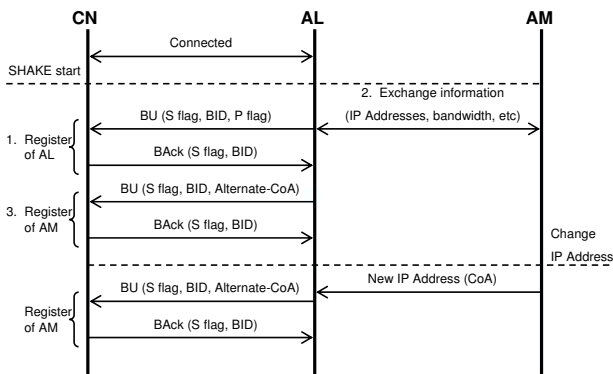 CN AL AM
Connected
SHAKE start
2. Exchange information
BU (S flag, BID, P flag)
(IP Addresses, bandwidth, etc)
1. Register
of AL
BAck (S flag, BID)
BU (S flag, BID, Alternate-CoA)
3. Register
of AM
BAck (S flag, BID)
Change
IP Address
New IP Address (CoA)
BU (S flag, BID, Alternate-CoA)
Register
of AM
BAck (S flag, BID)